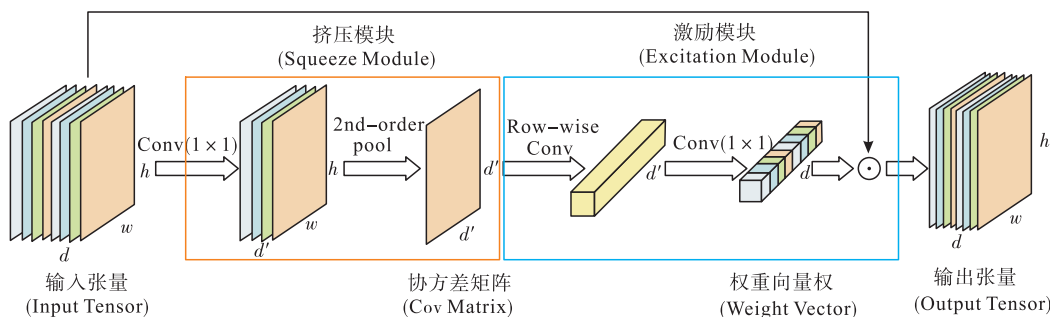 挤压模块
(Squeeze Module)
激励模块
(Excitation Module)
Conv(1×1)
h
w
d
2nd-order
pool
h
w
d′
d′
d′
Row-wise
Conv
d′
Conv(1×1)
d
h
w
d
输入张量
(Input Tensor)
协方差矩阵
(Cov Matrix)
权重向量权
(Weight Vector)
输出张量
(Output Tensor)